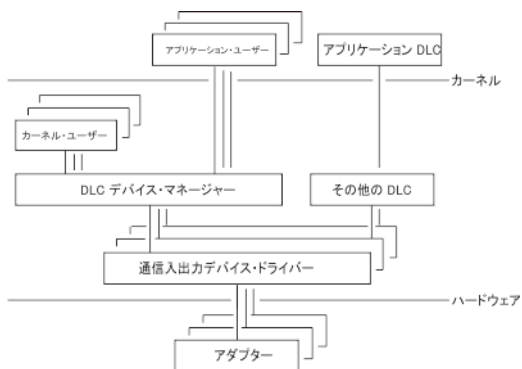 アプリケーション・ユーザー
アプリケーション DLC
カーネル
カーネル・ユーザー
DLC デバイス・マネージャー
その他の DLC
通信入出力デバイス・ドライバー
ハードウェア
アダプター